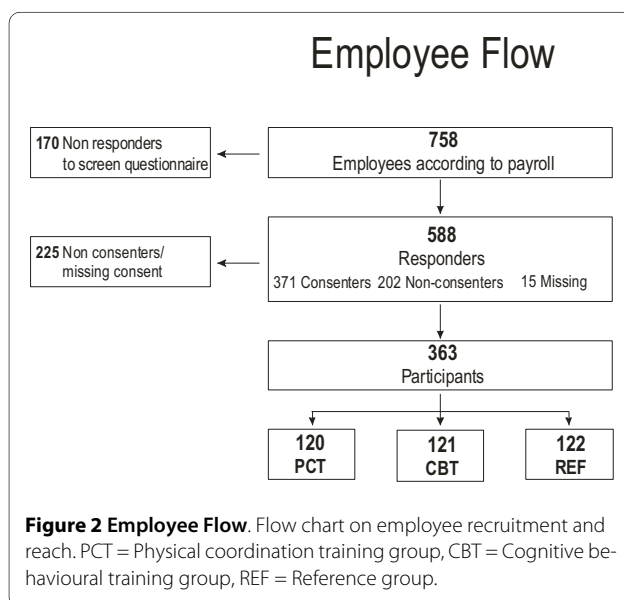 Employee Flow
170 Non responders
to screen questionnaire
758
Employees according to payroll
225 Non consenters/
missing consent
588
Responders
371 Consenters 202 Non-consenters 15 Missing
363
Participants
120
PCT
121
CBT
122
REF
Figure 2 Employee Flow. Flow chart on employee recruitment and
reach. PCT = Physical coordination training group, CBT = Cognitive be-
havioural training group, REF = Reference group.